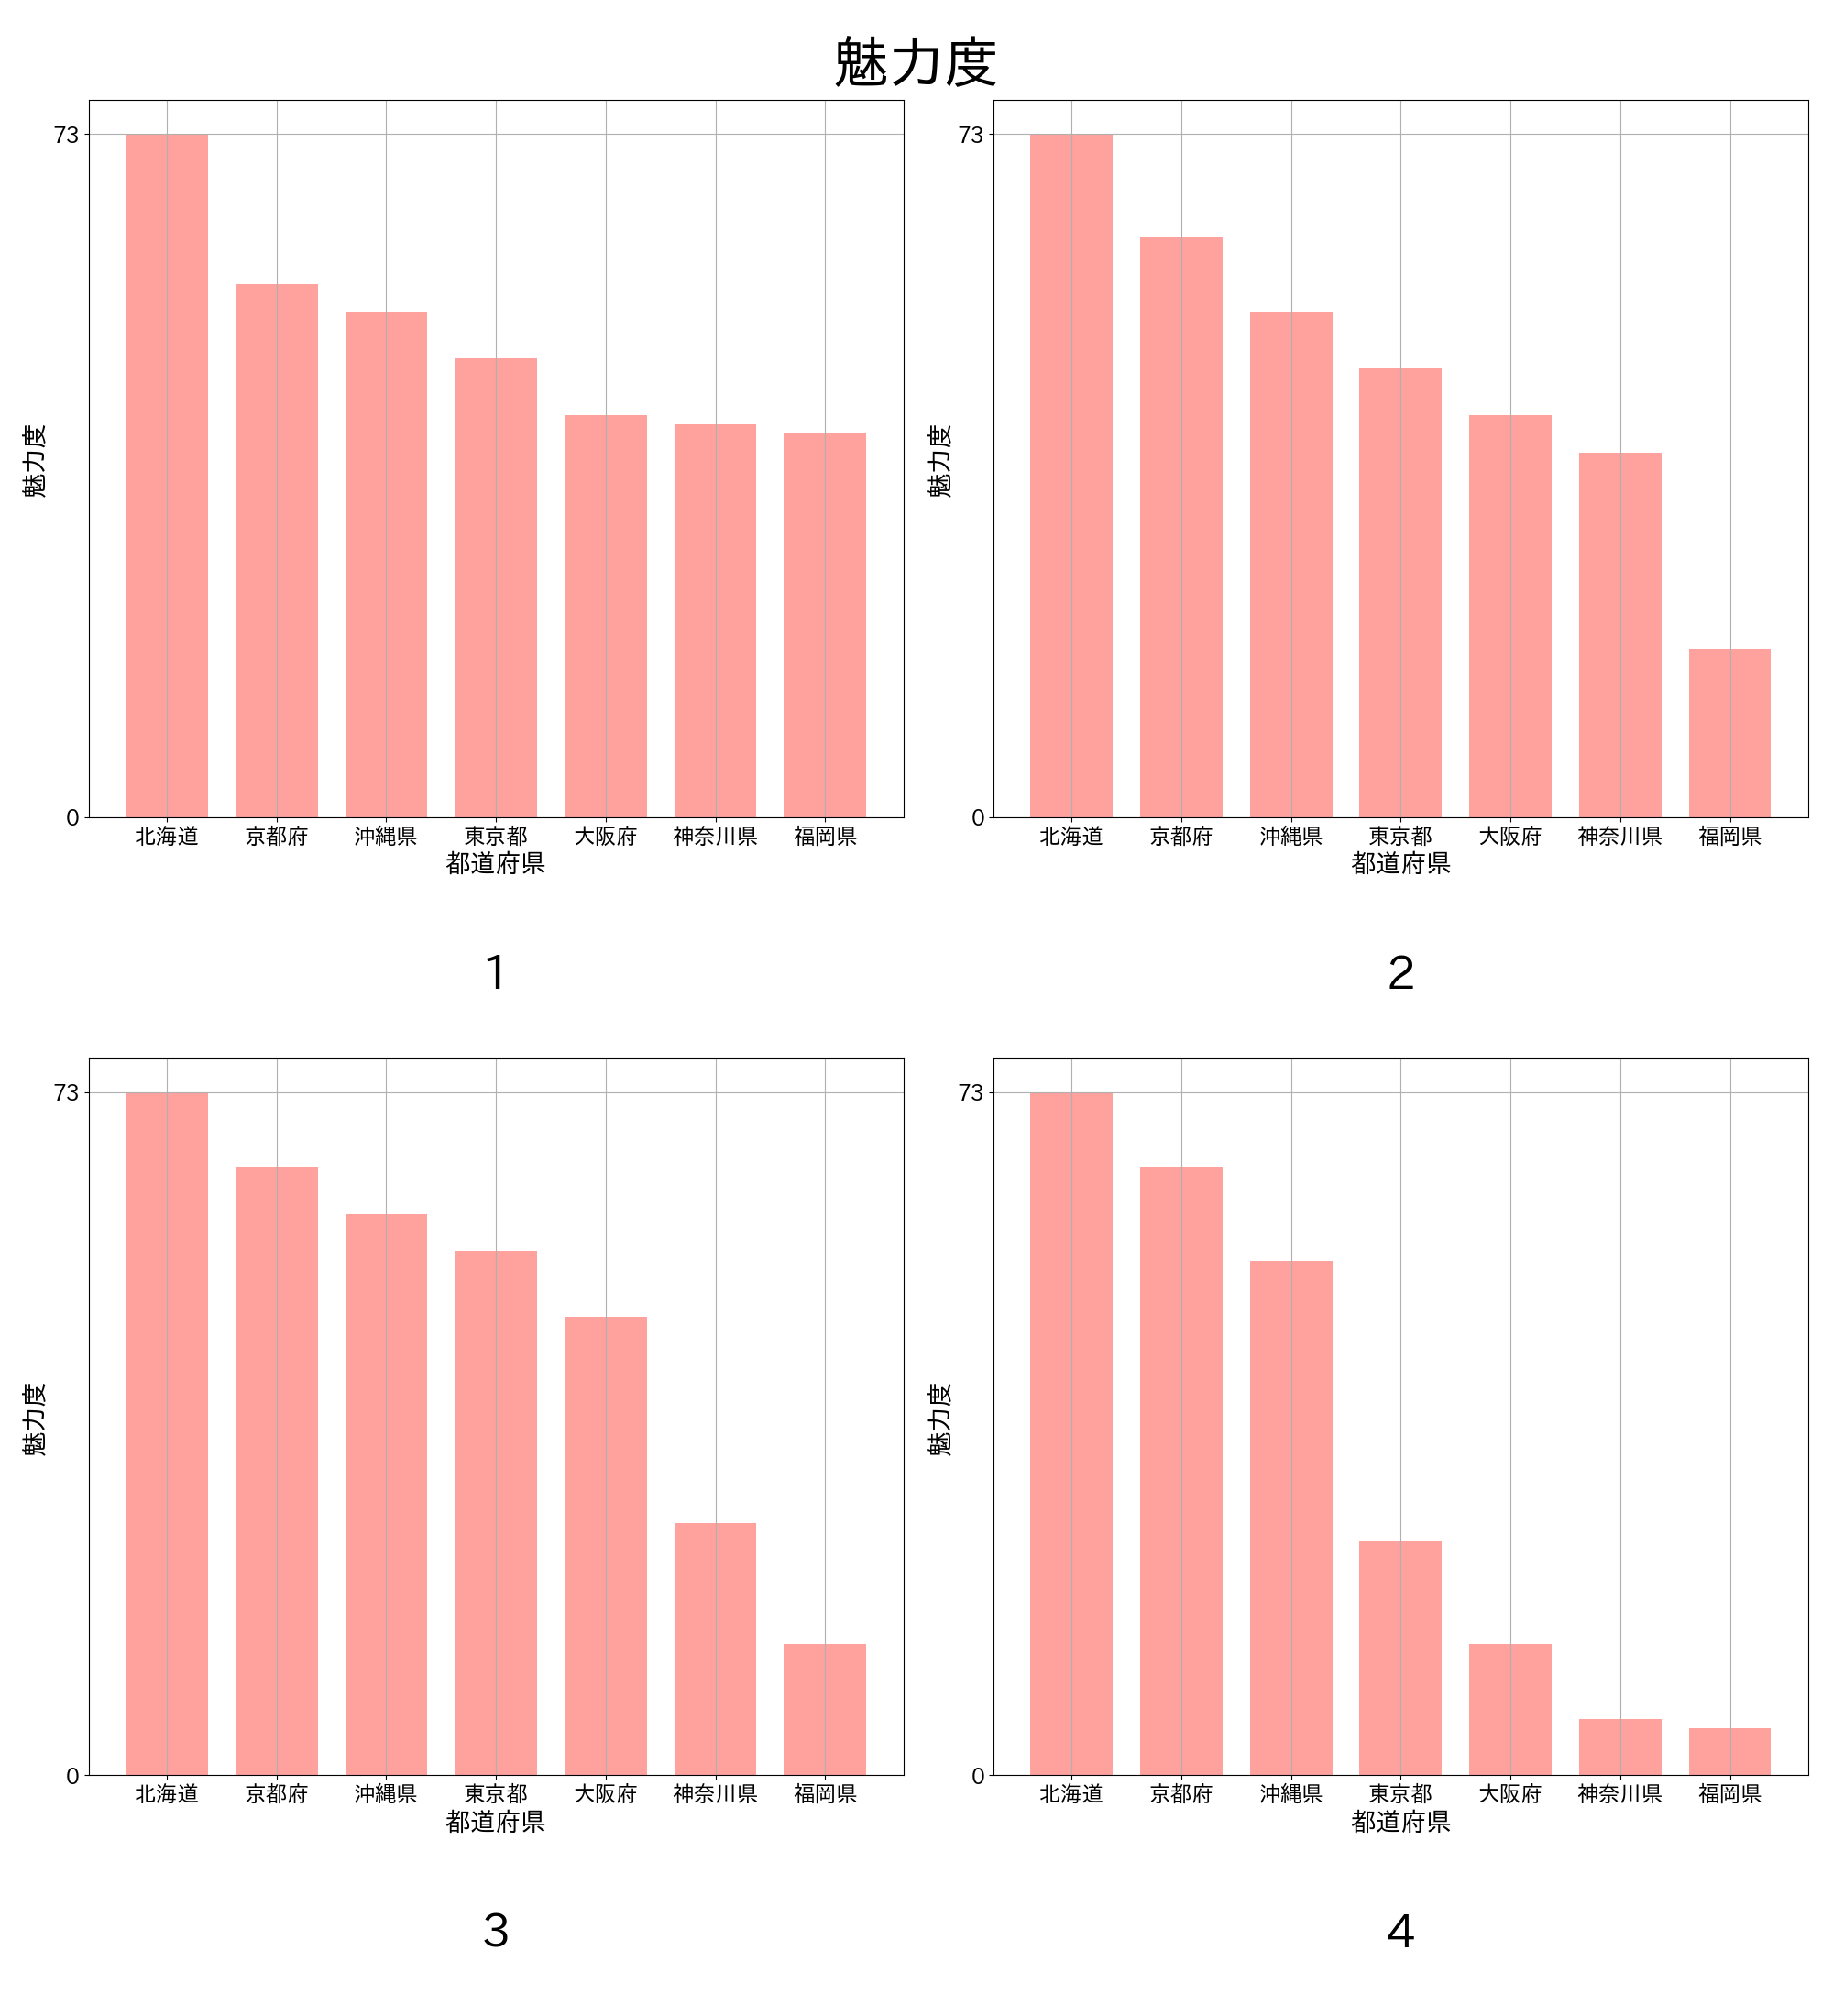 魅力度
73
0
魅力度
北海道 京都府 沖縄県 東京都 大阪府 神奈川県 福岡県
都道府県
1
73
0
魅力度
北海道 京都府 沖縄県 東京都 大阪府 神奈川県 福岡県
都道府県
2
73
0
魅力度
北海道 京都府 沖縄県 東京都 大阪府 神奈川県 福岡県
都道府県
3
73
0
魅力度
北海道 京都府 沖縄県 東京都 大阪府 神奈川県 福岡県
都道府県
4